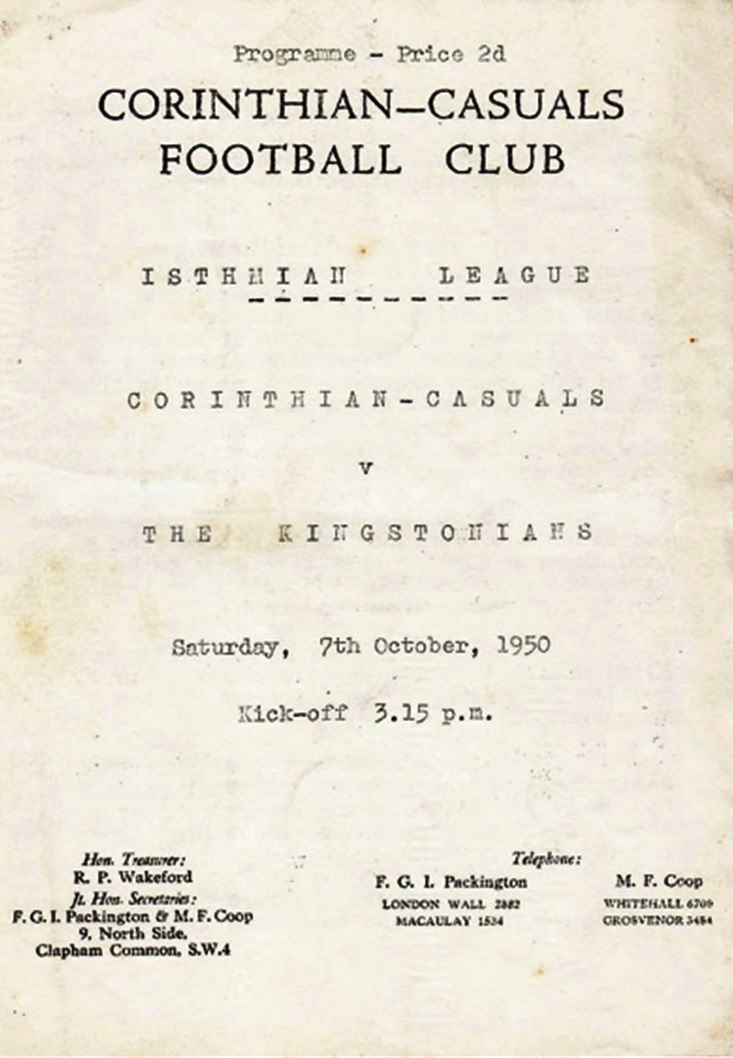 Programme - Price 2d
CORINTHIAN-CASUALS
FOOTBALL CLUB
ISTHMIAN LEAGUE
CORINTHIAN-CASUALS
v
THE KINGSTONIANS
Saturday, 7th October, 1950
Kick-off 3.15 p.m.
Hon. Treasurer:
R. P. Wakeford
Jt. Hon. Secretaries:
F. G. I. Packington & M. F. Coop
9, North Side,
Clapham Common, S.W.4
Telephone:
F. G. I. Packington
LONDON WALL 2882
MACAULAY 1534
M. F. Coop
WHITEHALL 6709
GROSVENOR 3484